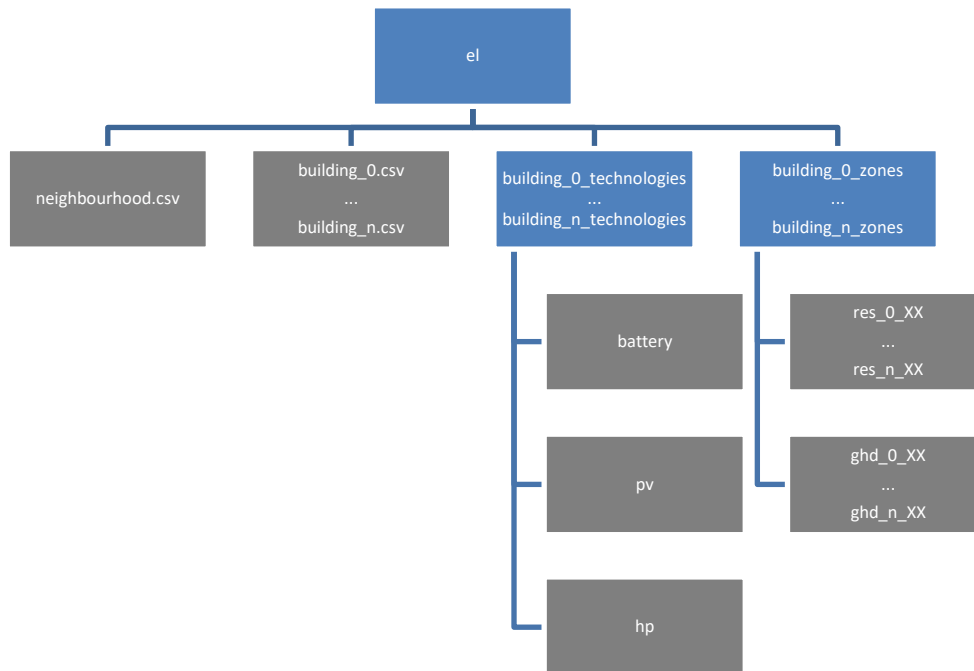 el
neighbourhood.csv
building_0.csv
...
building_n.csv
building_0_technologies
...
building_n_technologies
building_0_zones
...
building_n_zones
battery
pv
hp
res_0_XX
...
res_n_XX
ghd_0_XX
...
ghd_n_XX